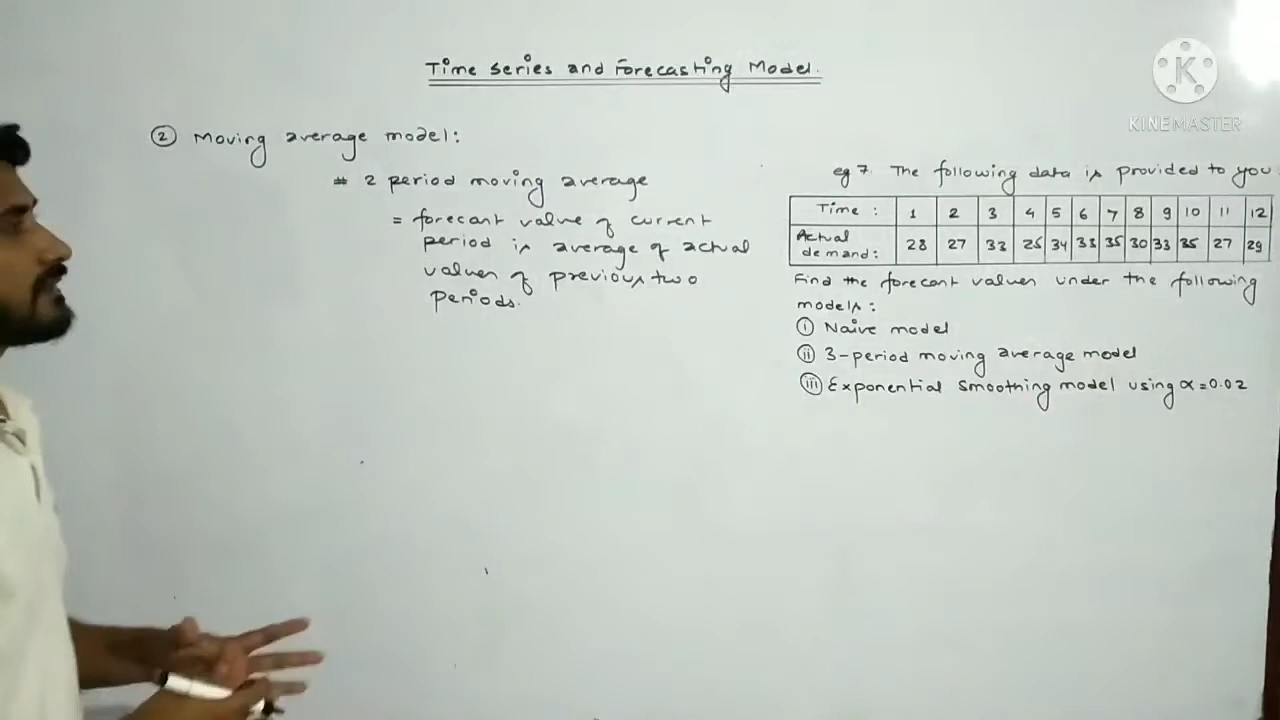 Time Series and Forecasting Model.
② Moving average model:
# 2 period moving average
= forecast value of current
period is average of actual
values of previous two
periods.
KINEMASTER
eg 7. The following data is provided to you
Time : 1 2 3 4 5 6 7 8 9 10 11 12
Actual demand: 28 27 33 25 34 33 35 30 33 35 27 29
Find the forecast values under the following
models :
① Naive model
ⅱ 3-period moving average model
ⅲ Exponential smoothing model using α = 0.02